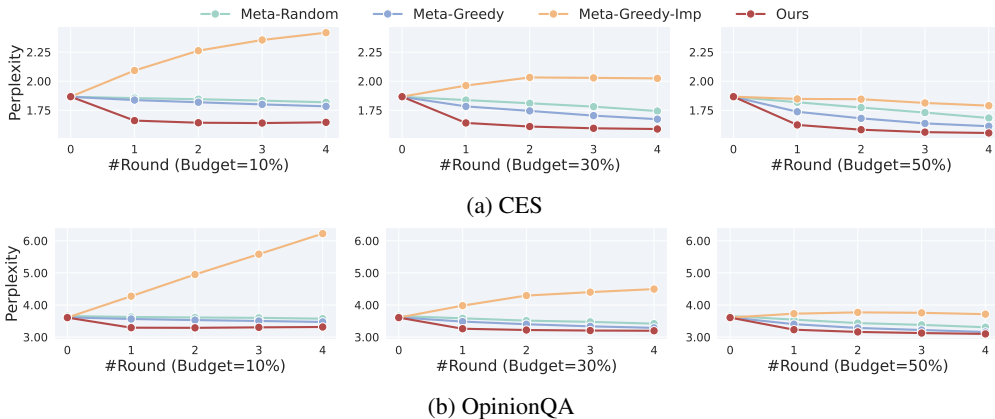 Meta-Random Meta-Greedy Meta-Greedy-Imp Ours
Perplexity
2.25 2.00 1.75
0 1 2 3 4
#Round (Budget=10%)
2.25 2.00 1.75
0 1 2 3 4
#Round (Budget=30%)
2.25 2.00 1.75
0 1 2 3 4
#Round (Budget=50%)
(a) CES
Perplexity
6.00 5.00 4.00 3.00
0 1 2 3 4
#Round (Budget=10%)
6.00 5.00 4.00 3.00
0 1 2 3 4
#Round (Budget=30%)
6.00 5.00 4.00 3.00
0 1 2 3 4
#Round (Budget=50%)
(b) OpinionQA